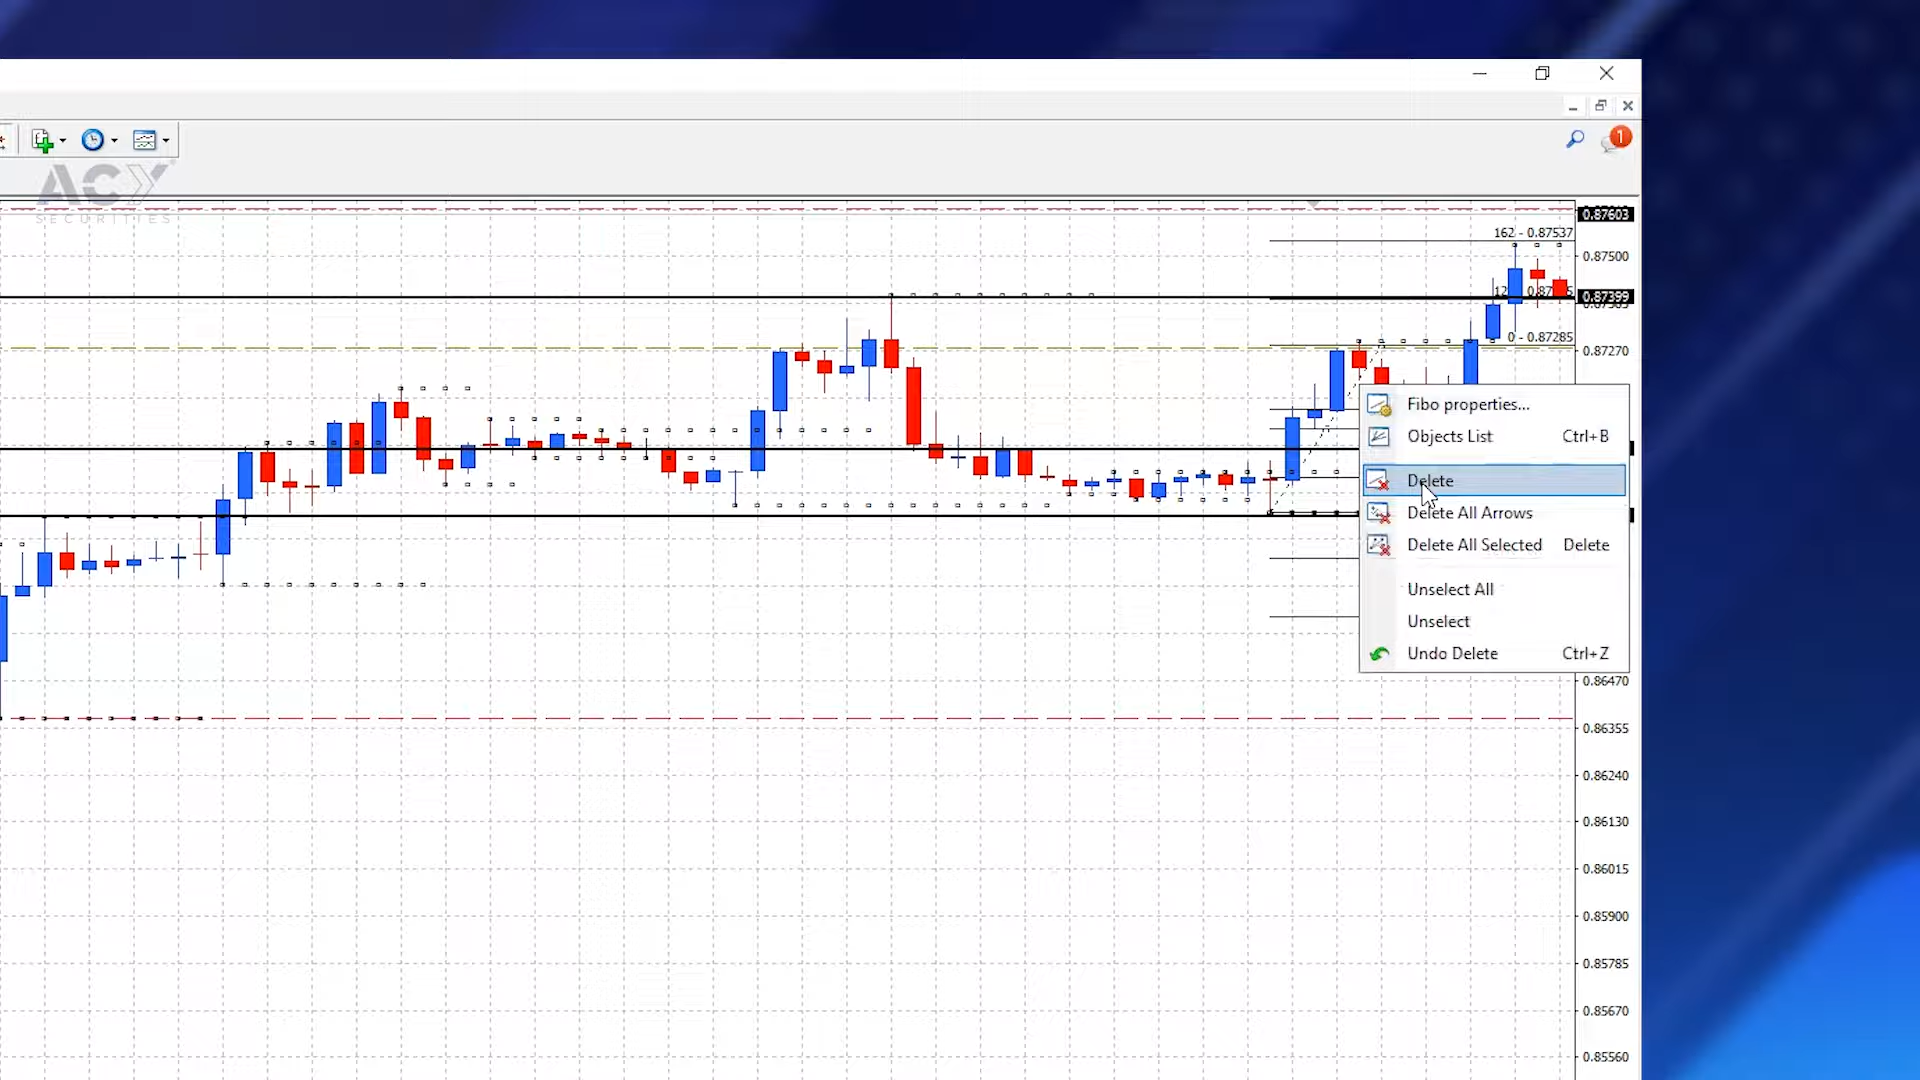 1
ACY
SECURITIES
0.87603
162 - 0.87537
0.87500
0.87399
0 - 0.87285
0.87270
Fibo properties...
Objects List Ctrl+B
Delete
Delete All Arrows
Delete All Selected Delete
Unselect All
Unselect
Undo Delete Ctrl+Z
0.86470
0.86355
0.86240
0.86130
0.86015
0.85900
0.85785
0.85670
0.85560